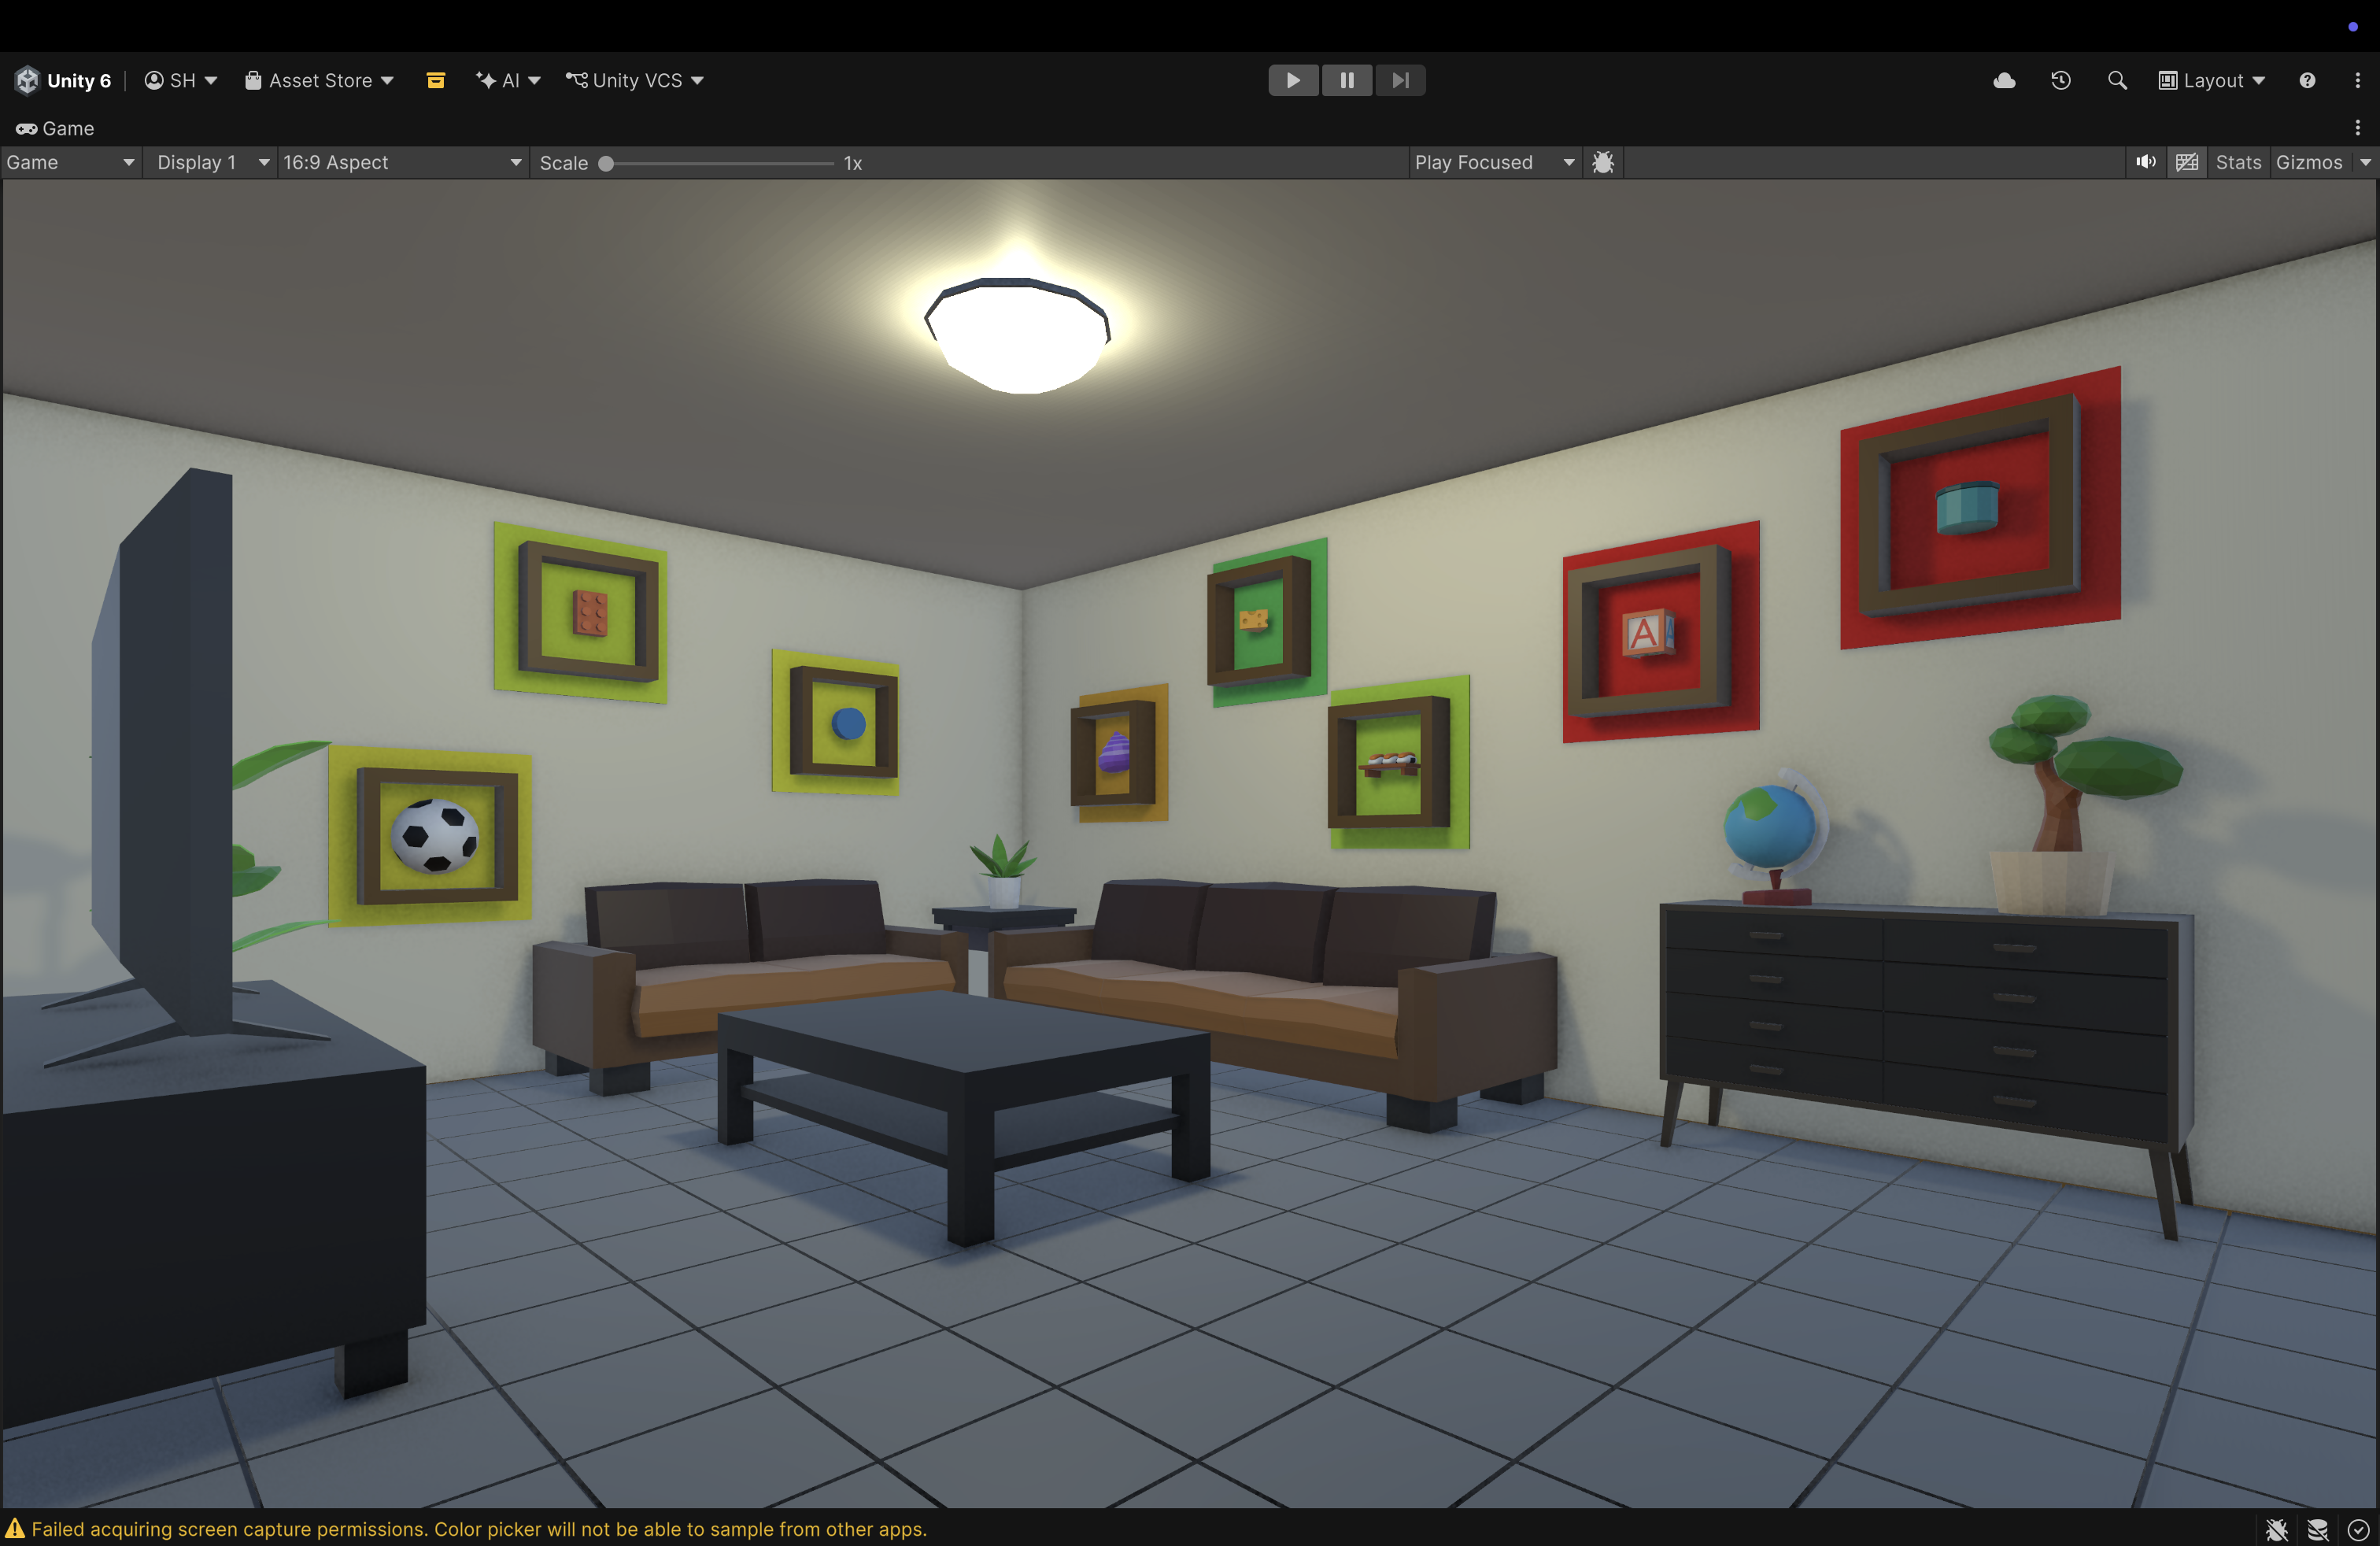 Unity 6 SH Asset Store AI Unity VCS Layout
Game
Game Display 1 16:9 Aspect Scale 1x Play Focused Stats Gizmos
A
Failed acquiring screen capture permissions. Color picker will not be able to sample from other apps.